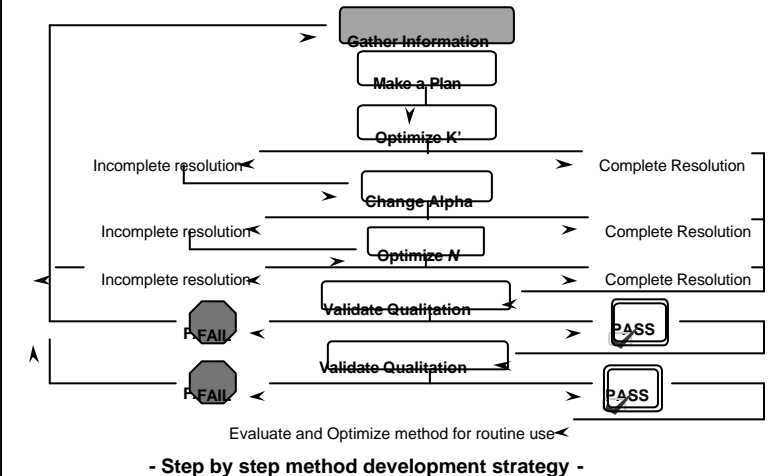 Gather Information
Make a Plan
Optimize K’
Incomplete resolution
Complete Resolution
Change Alpha
Incomplete resolution
Complete Resolution
Optimize N
Incomplete resolution
Complete Resolution
Validate Qualitation
FAIL
PASS
Validate Qualitation
FAIL
PASS
Evaluate and Optimize method for routine use
- Step by step method development strategy -